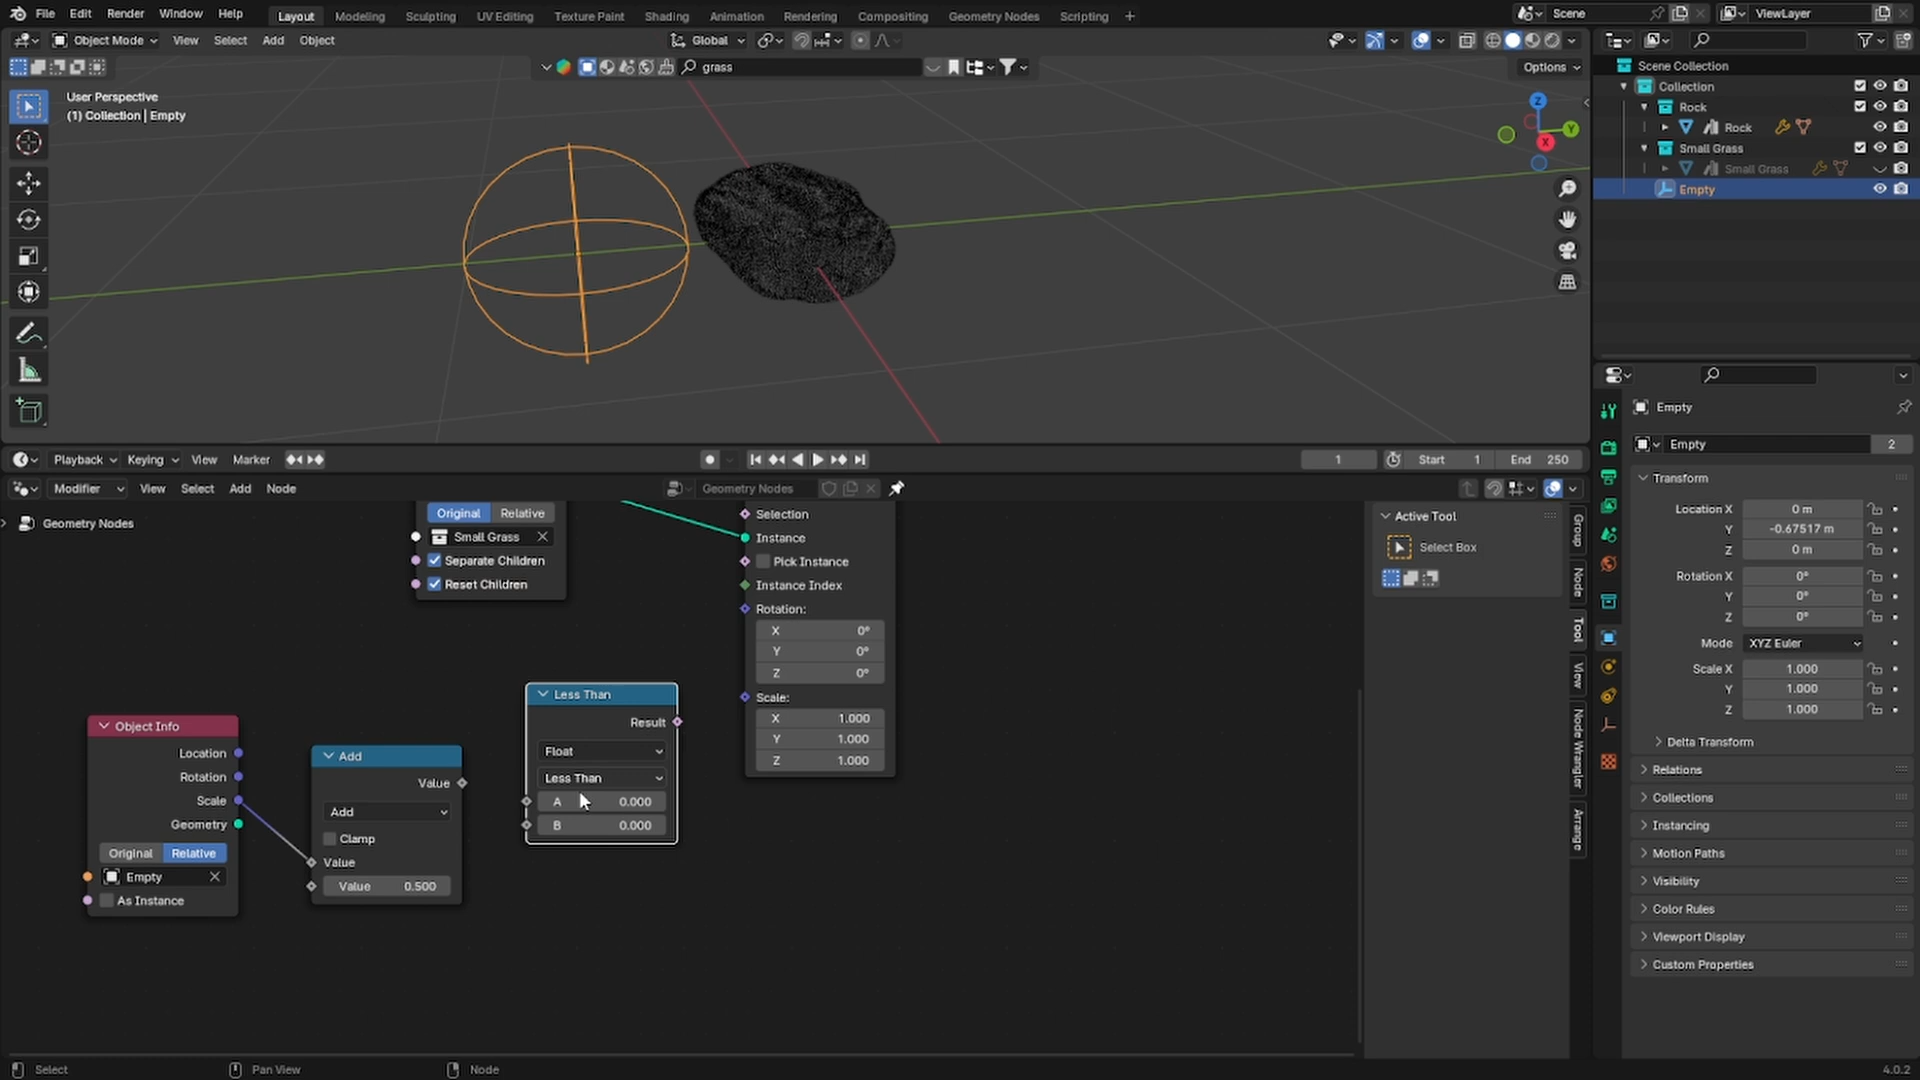 File Edit Render Window Help Layout Modeling Sculpting UV Editing Texture Paint Shading Animation Rendering Compositing Geometry Nodes Scripting + Scene ViewLayer
Object Mode View Select Add Object Global
grass Options
User Perspective
(1) Collection | Empty
Z
Y
X
Scene Collection
Collection
Rock
Rock
Small Grass
Small Grass
Empty
Playback Keying View Marker 1 Start 1 End 250
Modifier View Select Add Node Geometry Nodes
Geometry Nodes
Original Relative
Small Grass
Separate Children
Reset Children
Selection
Instance
Pick Instance
Instance Index
Rotation:
X 0°
Y 0°
Z 0°
Scale:
X 1.000
Y 1.000
Z 1.000
Object Info
Location
Rotation
Scale
Geometry
Original Relative
Empty
As Instance
Add
Value
Add
Clamp
Value
Value 0.500
Less Than
Result
Float
Less Than
A 0.000
B 0.000
Active Tool
Select Box
Group
Node
Tool
View
Node Wrangler
Arrange
Empty
Empty 2
Transform
Location X 0 m
Y -0.67517 m
Z 0 m
Rotation X 0°
Y 0°
Z 0°
Mode XYZ Euler
Scale X 1.000
Y 1.000
Z 1.000
Delta Transform
Relations
Collections
Instancing
Motion Paths
Visibility
Color Rules
Viewport Display
Custom Properties
Select Pan View Node 4.0.2